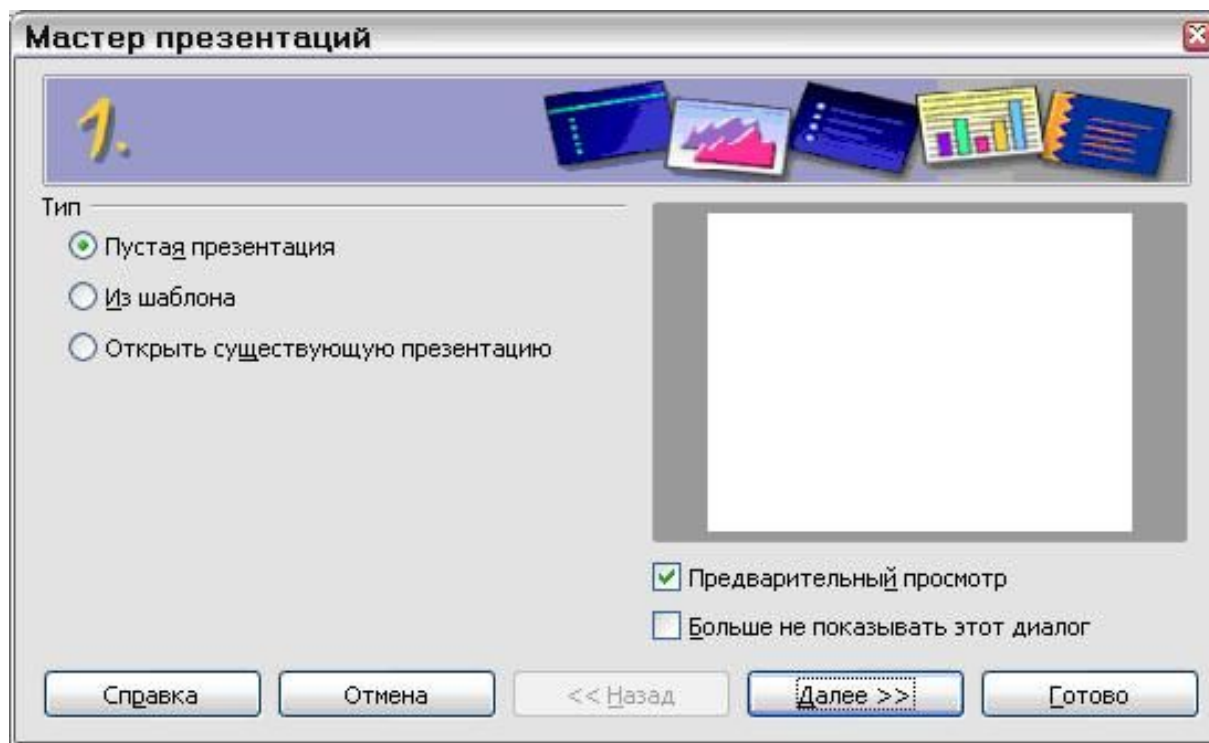 Мастер презентаций
1.
Тип
Пустая презентация
Из шаблона
Открыть существующую презентацию
Предварительный просмотр
Больше не показывать этот диалог
Справка
Отмена
<< Назад
Далее >>
Готово